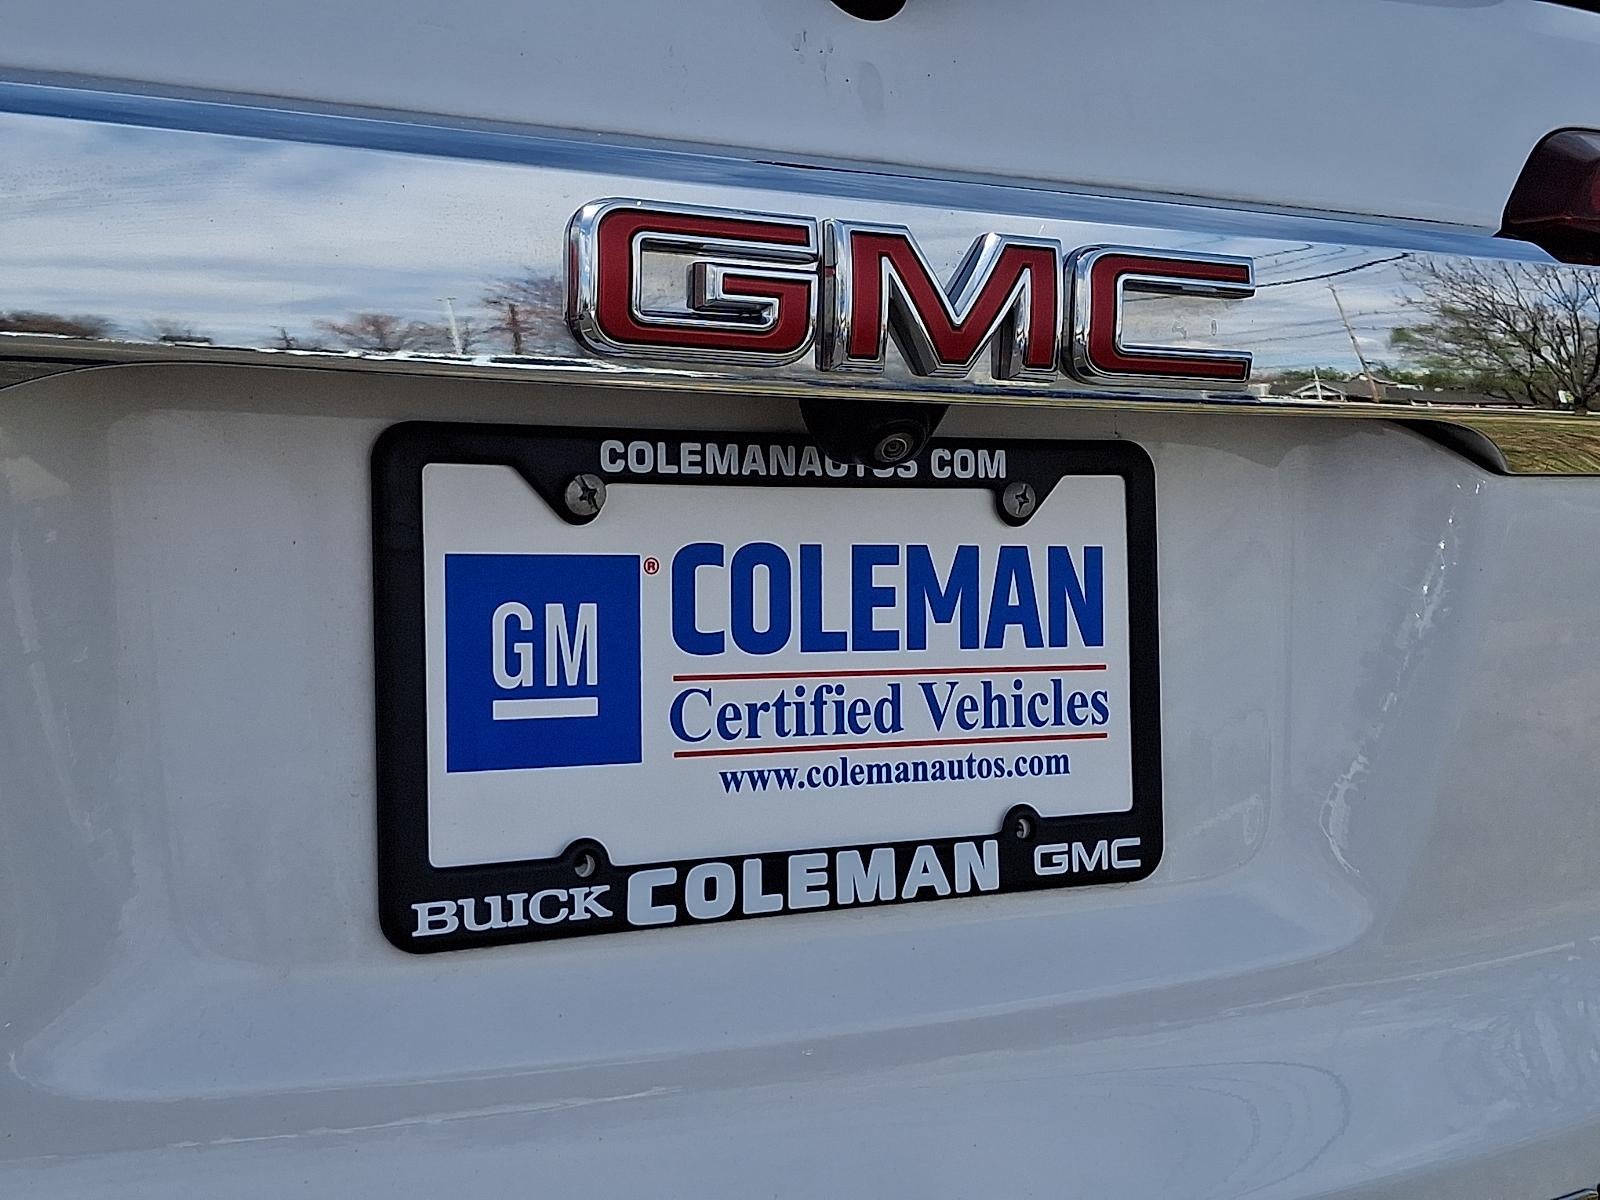 GMC
COLEMANAUTOS COM
GM
®
COLEMAN
Certified Vehicles
www.colemanautos.com
BUICK COLEMAN GMC